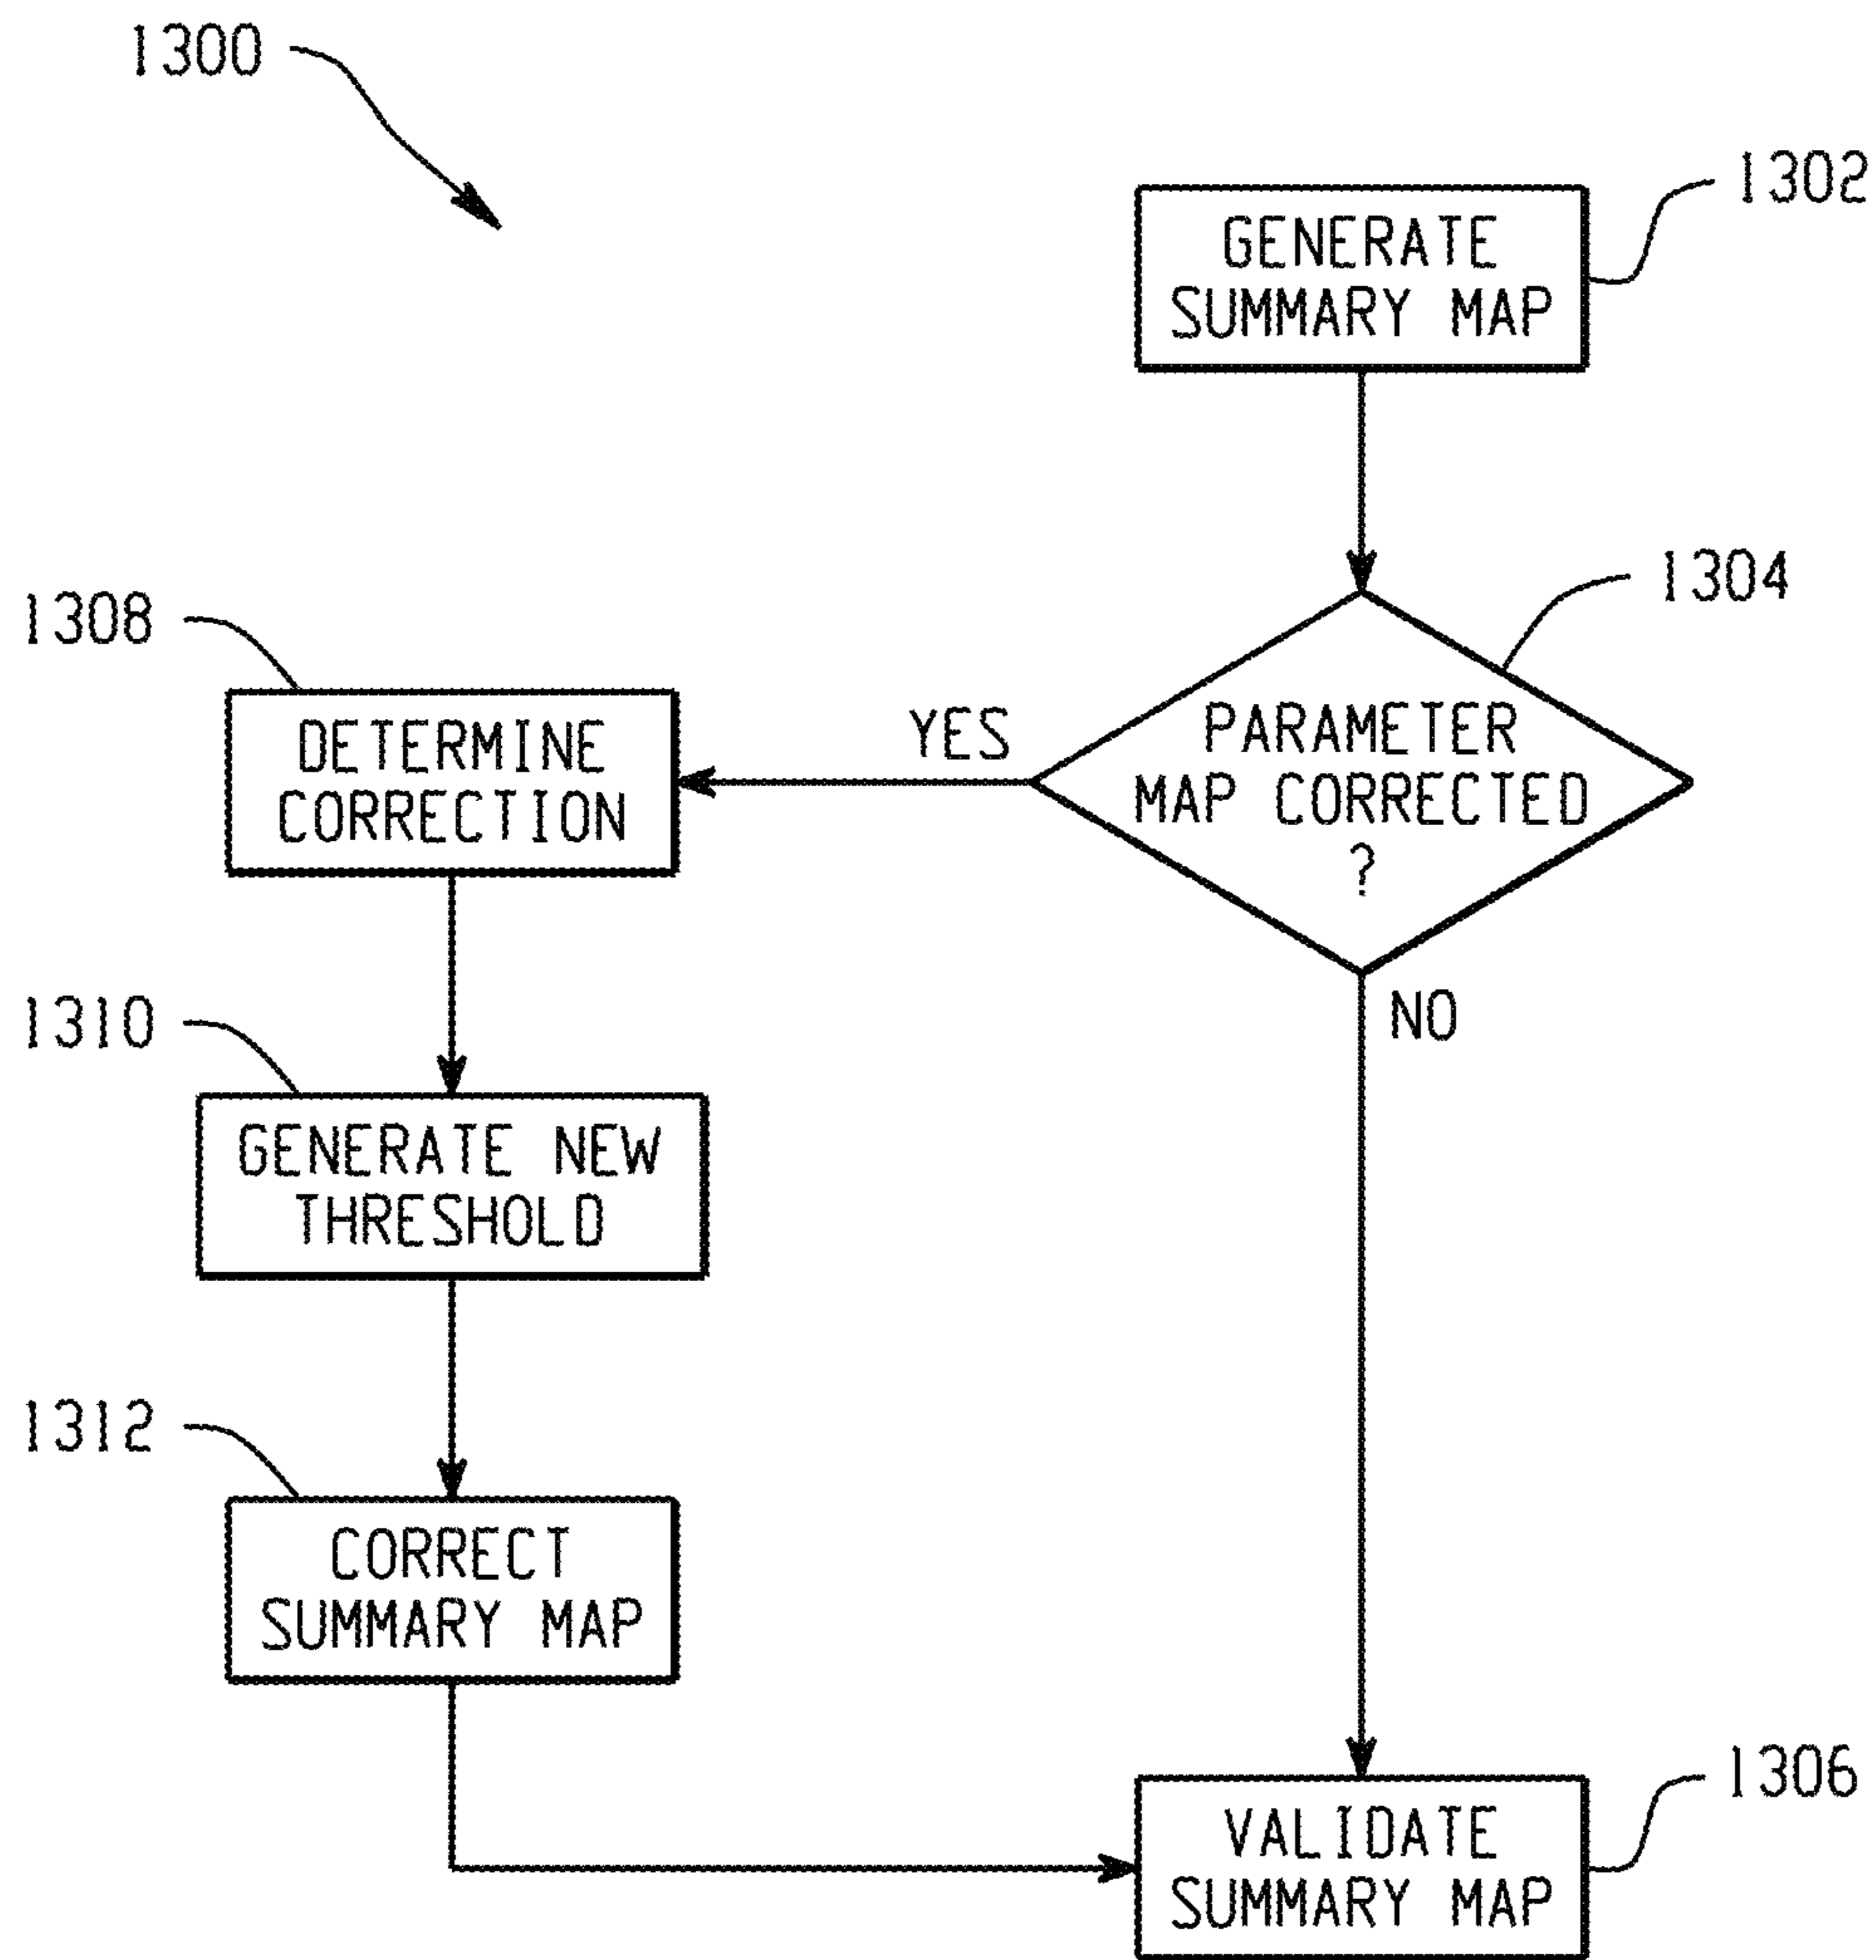 1300
1302
GENERATE
SUMMARY MAP
1304
PARAMETER
MAP CORRECTED
?
YES
NO
1308
DETERMINE
CORRECTION
1310
GENERATE NEW
THRESHOLD
1312
CORRECT
SUMMARY MAP
1306
VALIDATE
SUMMARY MAP